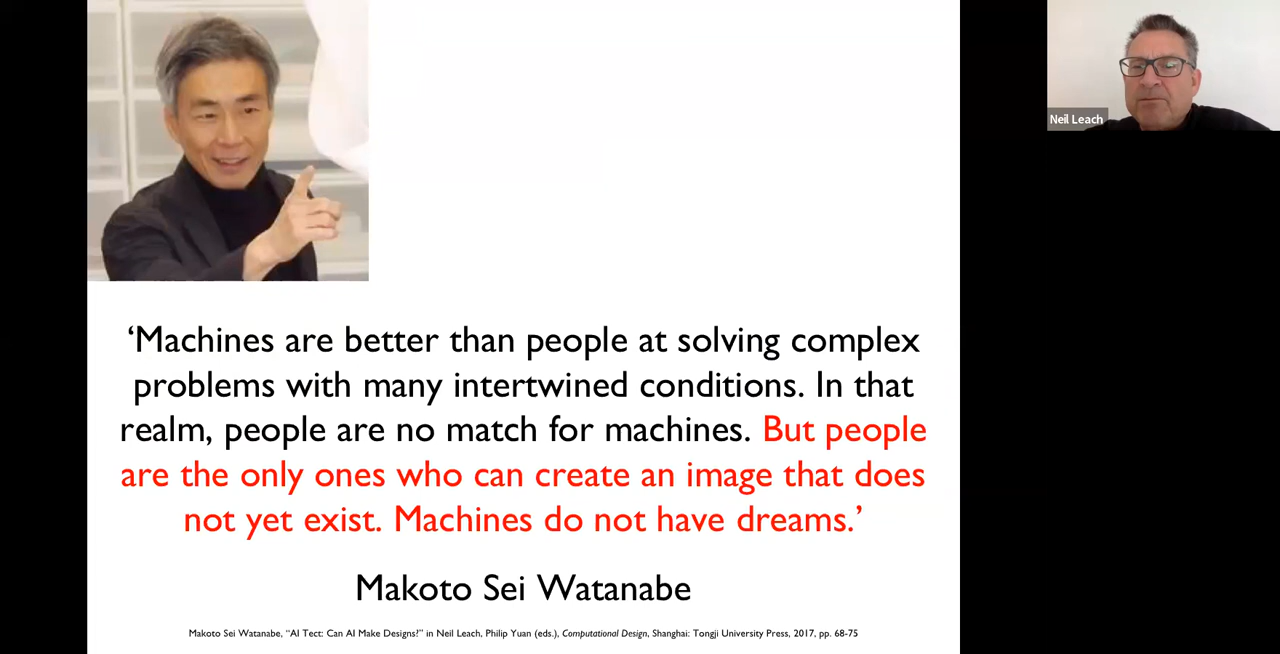 Neil Leach
‘Machines are better than people at solving complex
problems with many intertwined conditions. In that
realm, people are no match for machines. But people
are the only ones who can create an image that does
not yet exist. Machines do not have dreams.’
Makoto Sei Watanabe
Makoto Sei Watanabe, “AI Tect: Can AI Make Designs?” in Neil Leach, Philip Yuan (eds.), Computational Design, Shanghai: Tongji University Press, 2017, pp. 68-75